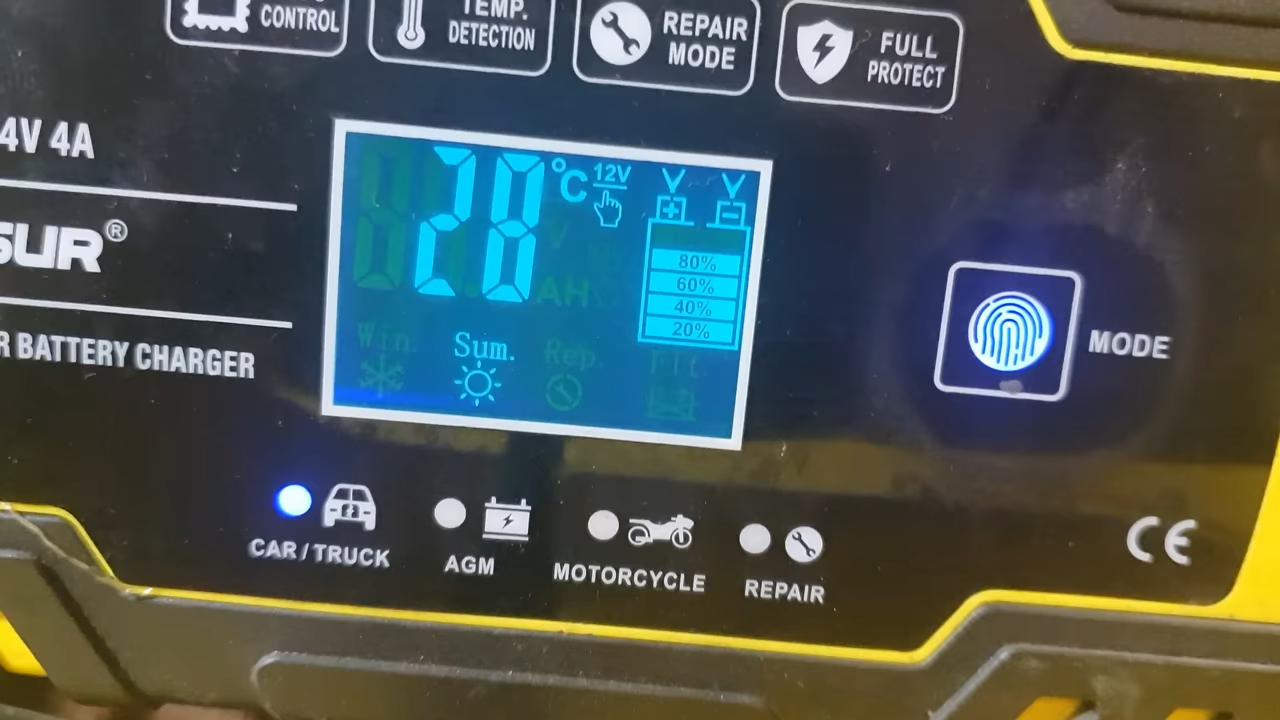 CONTROL
TEMP.
DETECTION
REPAIR
MODE
FULL
PROTECT
4V 4A
SUR®
R BATTERY CHARGER
28°C
12V
V
AH
80%
60%
40%
20%
Win.
Sum.
Rep.
MODE
CAR / TRUCK
AGM
MOTORCYCLE
REPAIR
CE